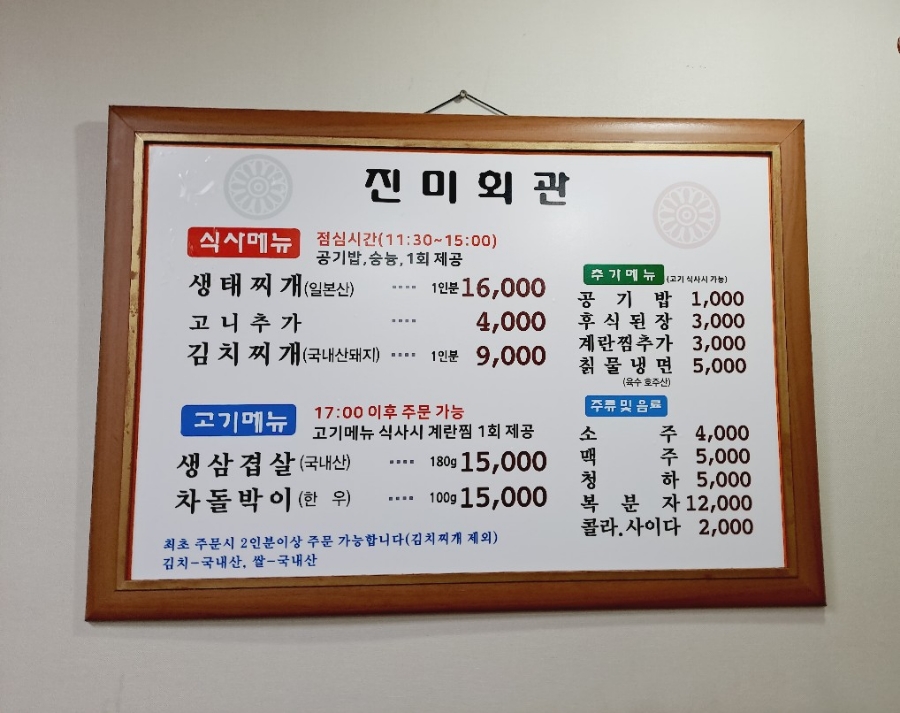 진미회관
식사메뉴 점심시간(11:30~15:00)
공기밥,숭늉,1회 제공
생태찌개(일본산) ···· 1인분 16,000
고니추가 ···· 4,000
김치찌개(국내산돼지) ···· 1인분 9,000
고기메뉴 17:00 이후 주문 가능
고기메뉴 식사시 계란찜 1회 제공
생삼겹살(국내산) ···· 180g 15,000
차돌박이(한 우) ···· 100g 15,000
최초 주문시 2인분이상 주문 가능합니다(김치찌개 제외)
김치-국내산, 쌀-국내산
추가메뉴 (고기 식사시 가능)
공기밥 1,000
후식된장 3,000
계란찜추가 3,000
칡물냉면 5,000
(육수 호주산)
주류 및 음료
소주 4,000
맥주 5,000
청하 5,000
복분자 12,000
콜라.사이다 2,000